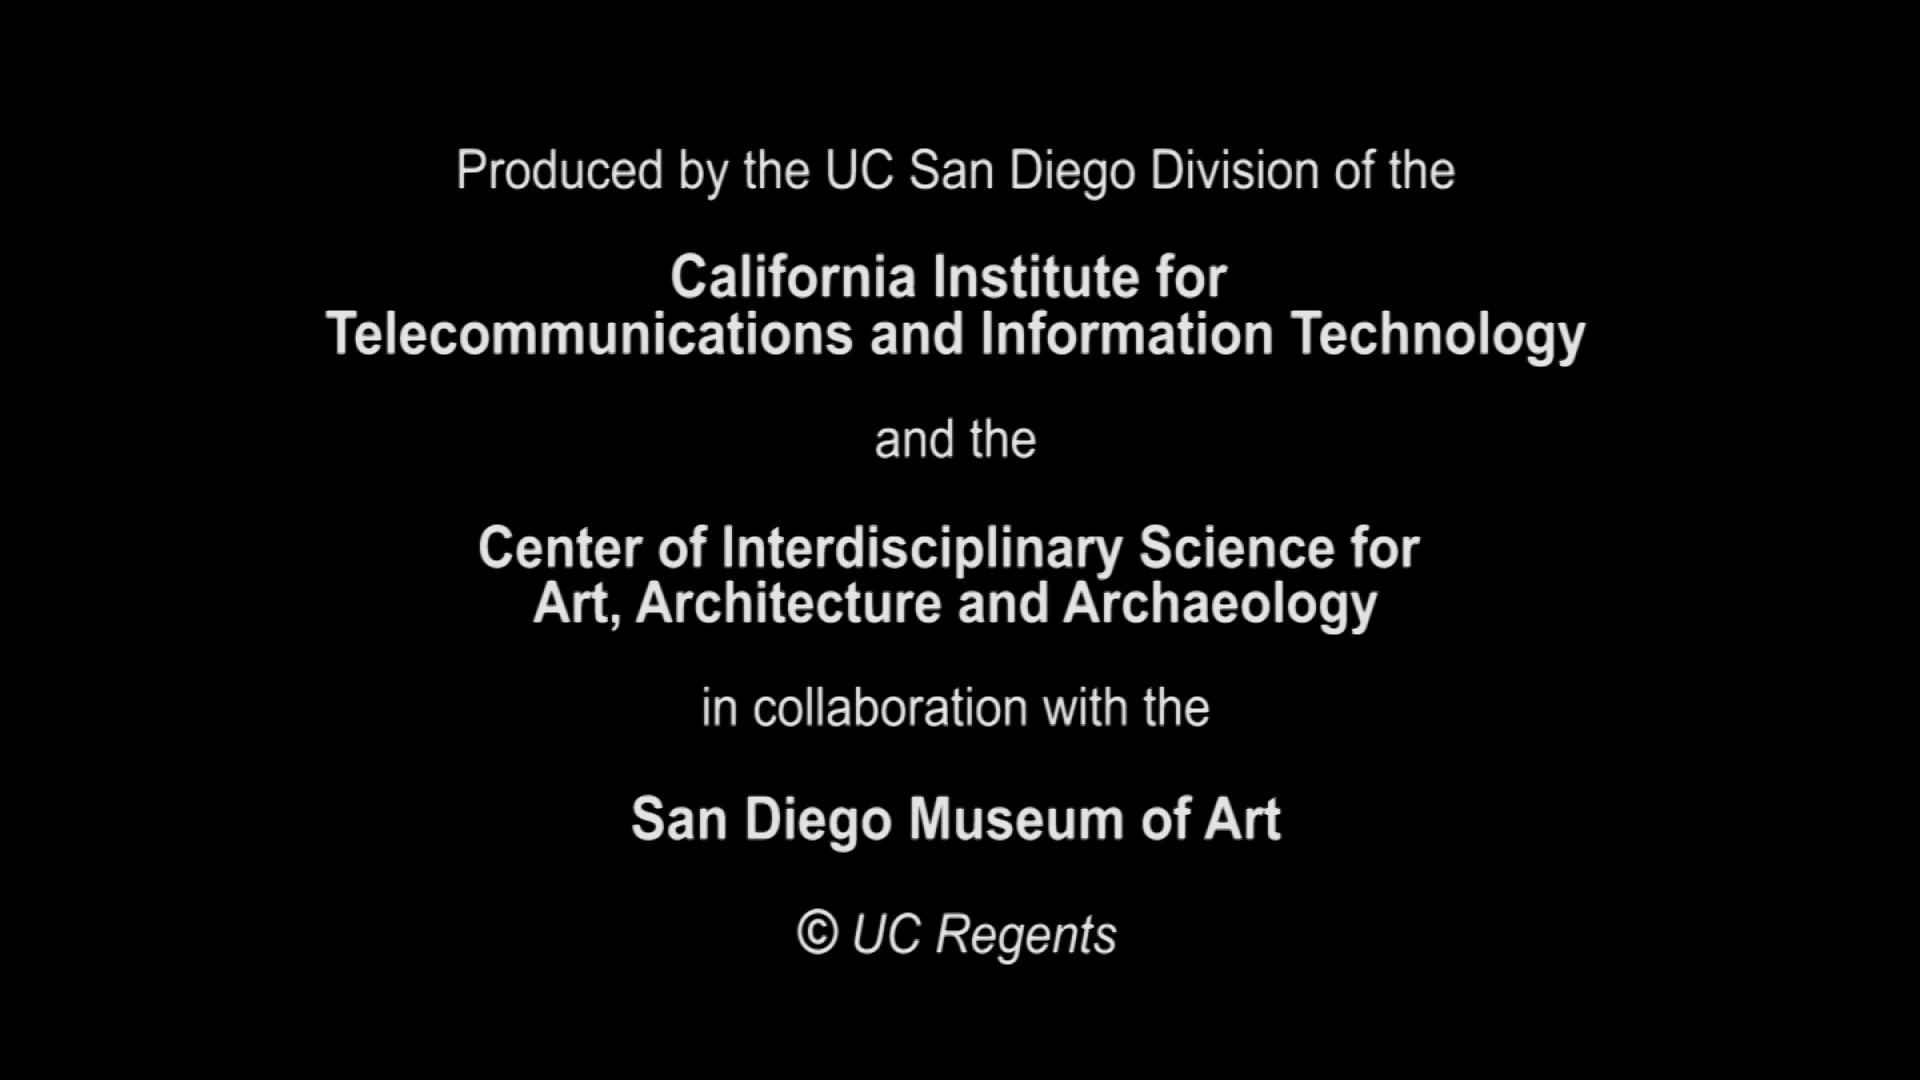 Produced by the UC San Diego Division of the
California Institute for
Telecommunications and Information Technology
and the
Center of Interdisciplinary Science for
Art, Architecture and Archaeology
in collaboration with the
San Diego Museum of Art
© UC Regents